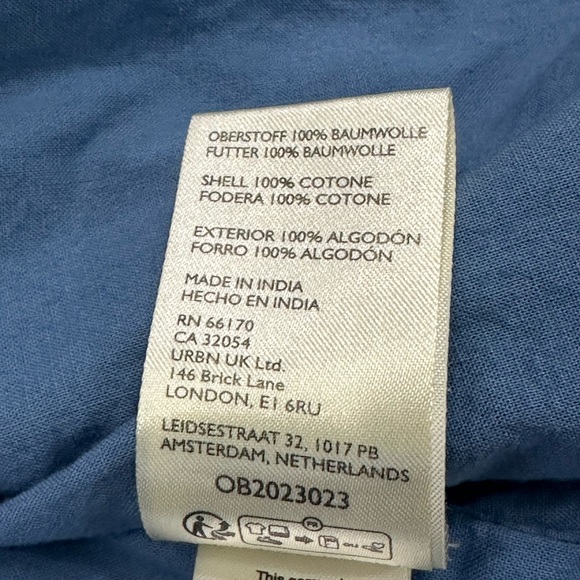 OBERSTOFF 100% BAUMWOLLE
FUTTER 100% BAUMWOLLE
SHELL 100% COTONE
FODERA 100% COTONE
EXTERIOR 100% ALGODÓN
FORRO 100% ALGODÓN
MADE IN INDIA
HECHO EN INDIA
RN 66170
CA 32054
URBN UK Ltd.
146 Brick Lane
LONDON, E1 6RU
LEIDSESTRAAT 32, 1017 PB
AMSTERDAM, NETHERLANDS
OB2023023
FR
This